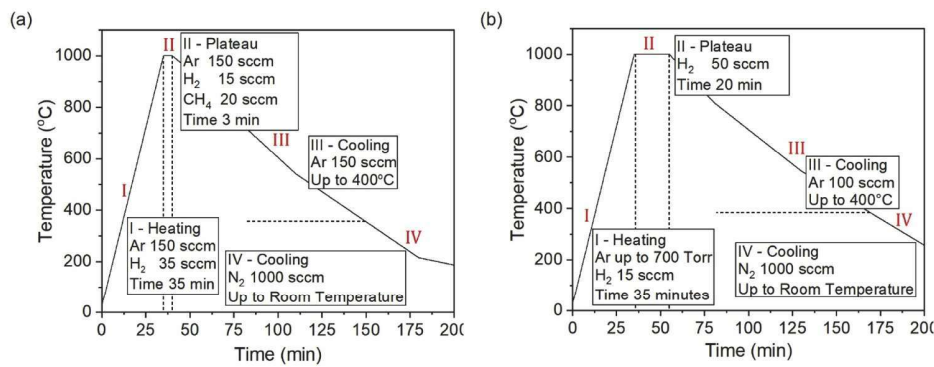 (a)
II
II - Plateau
Ar 150 sccm
H₂ 15 sccm
CH₄ 20 sccm
Time 3 min
III
III - Cooling
Ar 150 sccm
Up to 400ºC
I
I - Heating
Ar 150 sccm
H₂ 35 sccm
Time 35 min
IV
IV - Cooling
N₂ 1000 sccm
Up to Room Temperature
Temperature (ºC)
1000
800
600
400
200
0
0 25 50 75 100 125 150 175 200
Time (min)
(b)
II
II - Plateau
H₂ 50 sccm
Time 20 min
III
III - Cooling
Ar 100 sccm
Up to 400°C
I
I - Heating
Ar up to 700 Torr
H₂ 15 sccm
Time 35 minutes
IV
IV - Cooling
N₂ 1000 sccm
Up to Room Temperature
Temperature (ºC)
1000
800
600
400
200
0
0 25 50 75 100 125 150 175 200
Time (min)